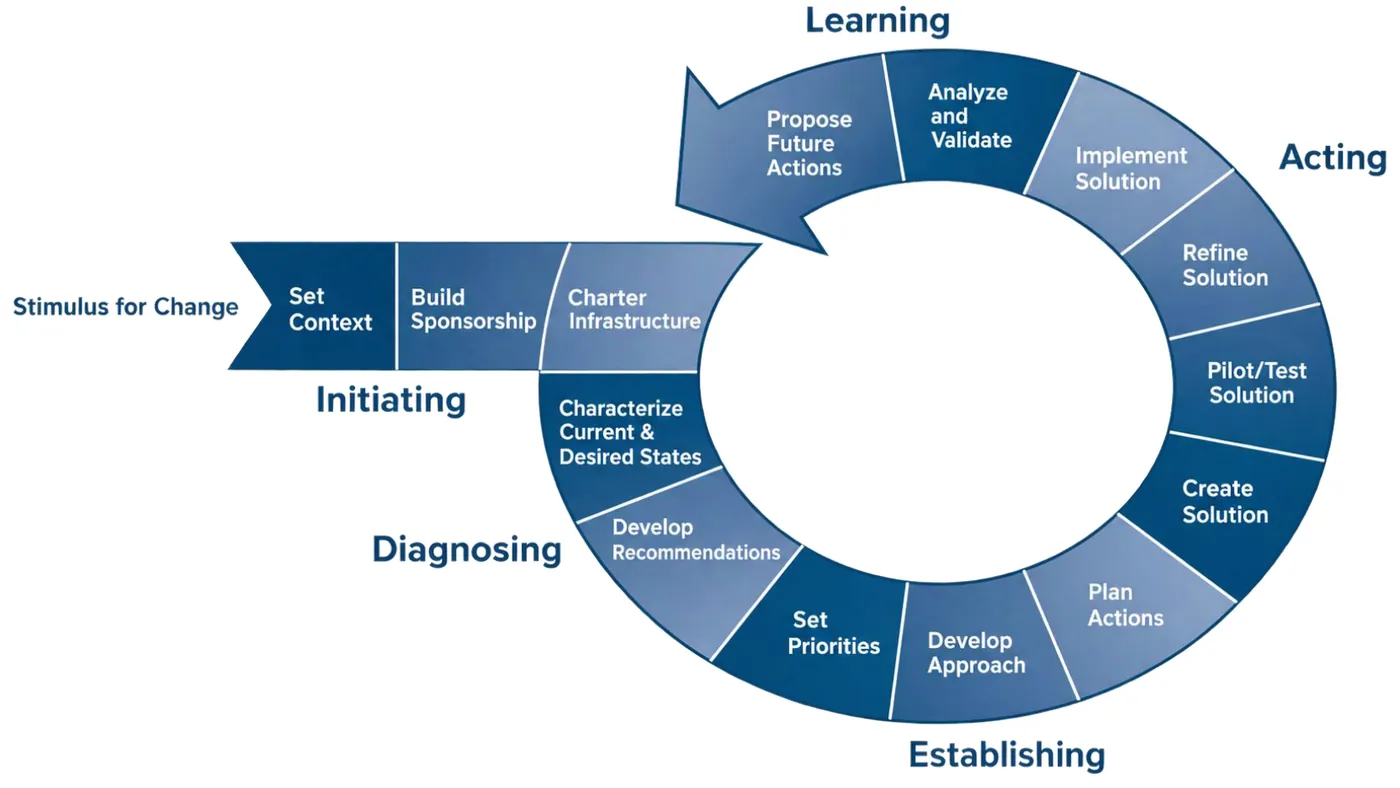 Learning
Propose
Future
Actions
Analyze
and
Validate
Implement
Solution
Acting
Refine
Solution
Stimulus for Change
Set
Context
Build
Sponsorship
Charter
Infrastructure
Initiating
Pilot/Test
Solution
Characterize
Current &
Desired States
Create
Solution
Develop
Recommendations
Diagnosing
Set
Priorities
Develop
Approach
Plan
Actions
Establishing